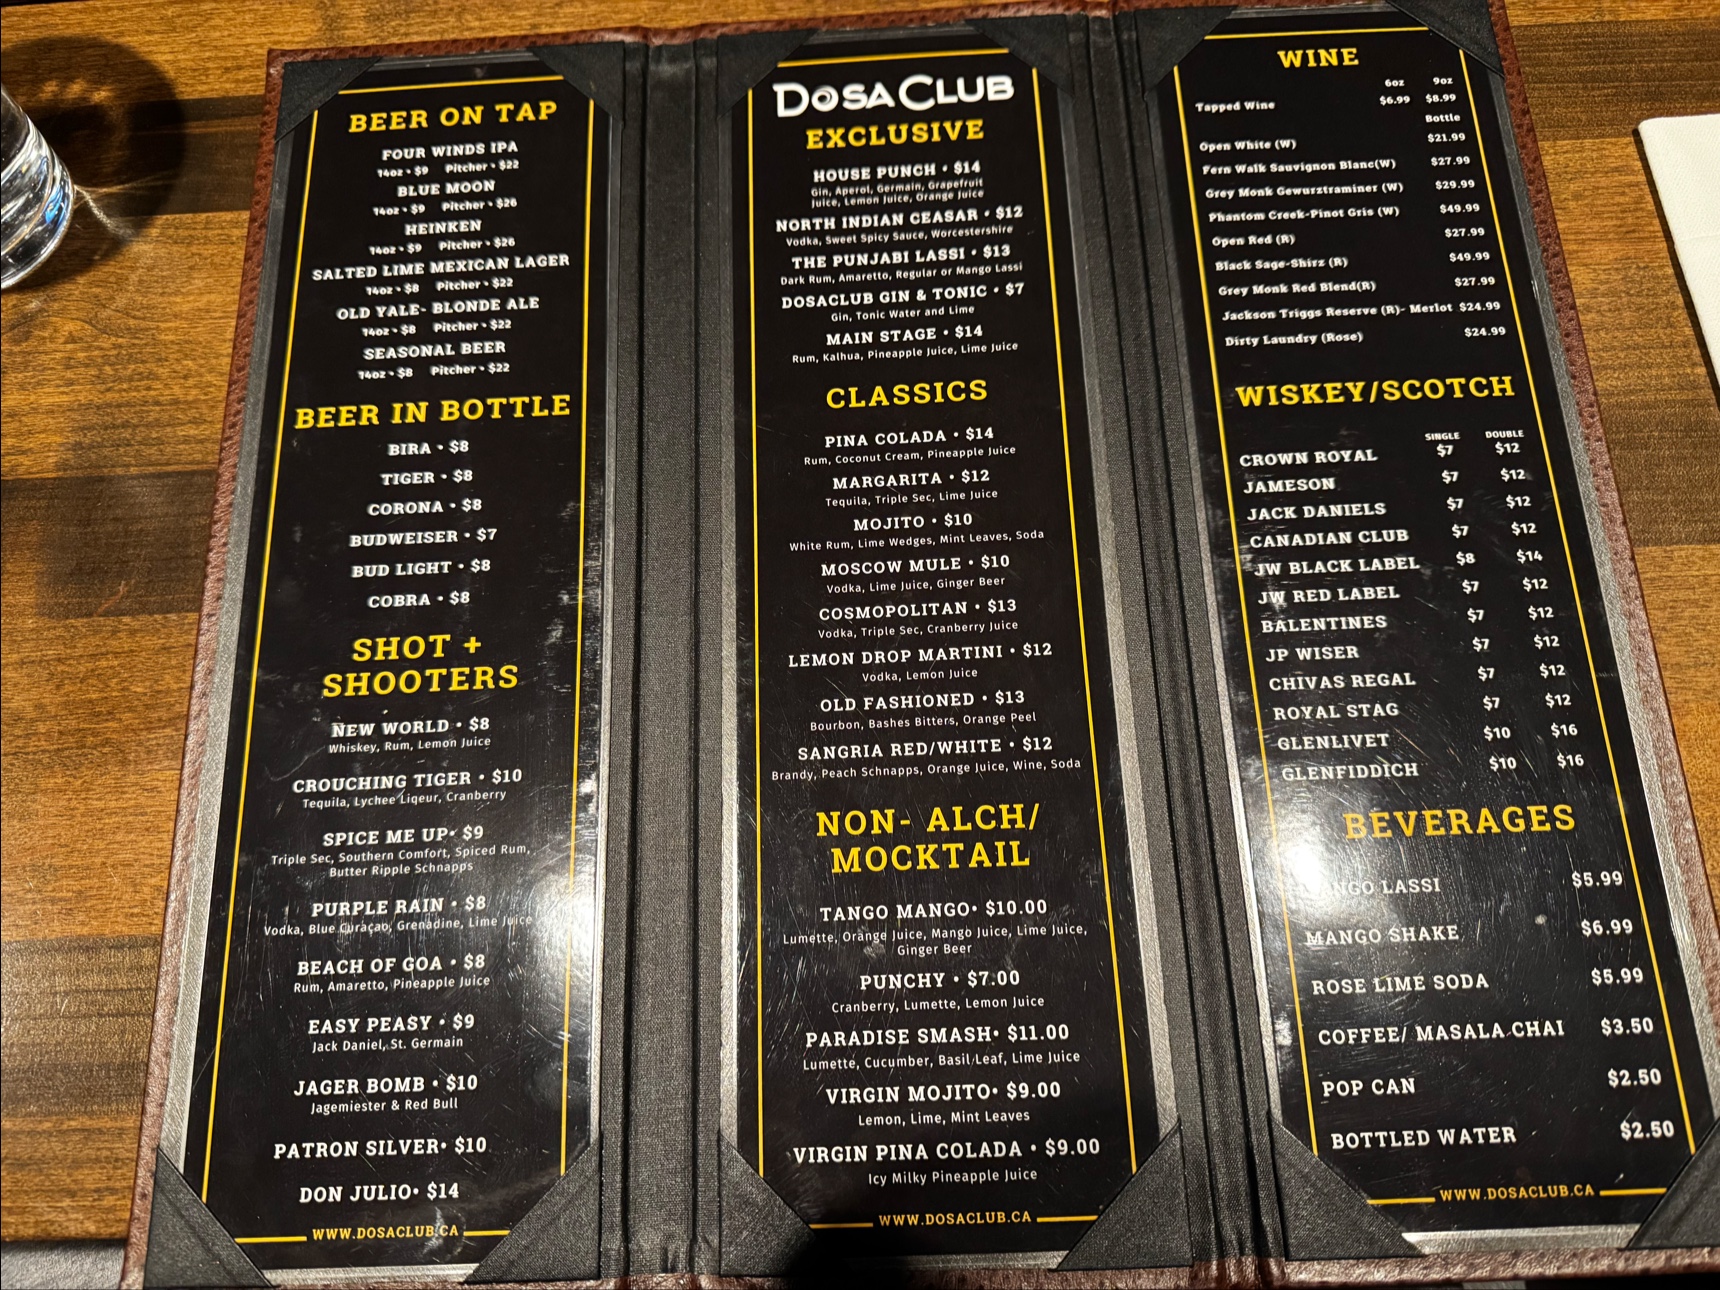 BEER ON TAP
FOUR WINDS IPA
14oz • $9 Pitcher • $22
BLUE MOON
14oz • $9 Pitcher • $26
HEINKEN
14oz • $9 Pitcher • $26
SALTED LIME MEXICAN LAGER
14oz • $8 Pitcher • $22
OLD YALE- BLONDE ALE
14oz • $8 Pitcher • $22
SEASONAL BEER
14oz • $8 Pitcher • $22
BEER IN BOTTLE
BIRA • $8
TIGER • $8
CORONA • $8
BUDWEISER • $7
BUD LIGHT • $8
COBRA • $8
SHOT +
SHOOTERS
NEW WORLD • $8
Whiskey, Rum, Lemon Juice
CROUCHING TIGER • $10
Tequila, Lychee Liqeur, Cranberry
SPICE ME UP• $9
Triple Sec, Southern Comfort, Spiced Rum,
Butter Ripple Schnapps
PURPLE RAIN • $8
Vodka, Blue Curaçao, Grenadine, Lime Juice
BEACH OF GOA • $8
Rum, Amaretto, Pineapple Juice
EASY PEASY • $9
Jack Daniel, St. Germain
JAGER BOMB • $10
Jagemiester & Red Bull
PATRON SILVER• $10
DON JULIO• $14
WWW.DOSACLUB.CA
DOSA CLUB
EXCLUSIVE
HOUSE PUNCH • $14
Gin, Aperol, Germain, Grapefruit
Juice, Lemon Juice, Orange Juice
NORTH INDIAN CEASAR • $12
Vodka, Sweet Spicy Sauce, Worcestershire
THE PUNJABI LASSI • $13
Dark Rum, Amaretto, Regular or Mango Lassi
DOSACLUB GIN & TONIC • $7
Gin, Tonic Water and Lime
MAIN STAGE • $14
Rum, Kalhua, Pineapple Juice, Lime Juice
CLASSICS
PINA COLADA • $14
Rum, Coconut Cream, Pineapple Juice
MARGARITA • $12
Tequila, Triple Sec, Lime Juice
MOJITO • $10
White Rum, Lime Wedges, Mint Leaves, Soda
MOSCOW MULE • $10
Vodka, Lime Juice, Ginger Beer
COSMOPOLITAN • $13
Vodka, Triple Sec, Cranberry Juice
LEMON DROP MARTINI • $12
Vodka, Lemon Juice
OLD FASHIONED • $13
Bourbon, Bashes Bitters, Orange Peel
SANGRIA RED/WHITE • $12
Brandy, Peach Schnapps, Orange Juice, Wine, Soda
NON- ALCH/
MOCKTAIL
TANGO MANGO• $10.00
Lumette, Orange Juice, Mango Juice, Lime Juice,
Ginger Beer
PUNCHY • $7.00
Cranberry, Lumette, Lemon Juice
PARADISE SMASH• $11.00
Lumette, Cucumber, Basil Leaf, Lime Juice
VIRGIN MOJITO• $9.00
Lemon, Lime, Mint Leaves
VIRGIN PINA COLADA • $9.00
Icy Milky Pineapple Juice
WWW.DOSACLUB.CA
WINE
6oz 9oz
Tapped Wine $6.99 $8.99
Bottle
Open White (W) $21.99
Fern Walk Sauvignon Blanc(W) $27.99
Grey Monk Gewurztraminer (W) $29.99
Phantom Creek-Pinot Gris (W) $49.99
Open Red (R) $27.99
Black Sage-Shirz (R) $49.99
Grey Monk Red Blend(R) $27.99
Jackson Triggs Reserve (R)- Merlot $24.99
Dirty Laundry (Rose) $24.99
WISKEY/SCOTCH
SINGLE DOUBLE
CROWN ROYAL $7 $12
JAMESON $7 $12
JACK DANIELS $7 $12
CANADIAN CLUB $7 $12
JW BLACK LABEL $8 $14
JW RED LABEL $7 $12
BALENTINES $7 $12
JP WISER $7 $12
CHIVAS REGAL $7 $12
ROYAL STAG $7 $12
GLENLIVET $10 $16
GLENFIDDICH $10 $16
BEVERAGES
MANGO LASSI $5.99
MANGO SHAKE $6.99
ROSE LIME SODA $5.99
COFFEE/ MASALA CHAI $3.50
POP CAN $2.50
BOTTLED WATER $2.50
WWW.DOSACLUB.CA